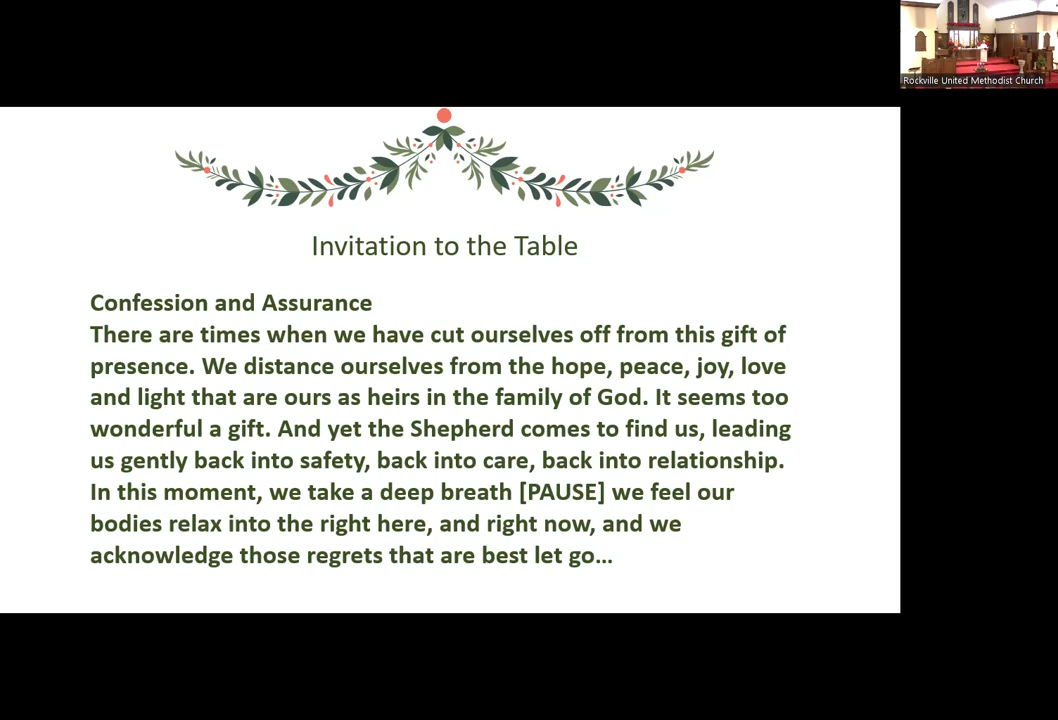 Rockville United Methodist Church
Invitation to the Table
Confession and Assurance
There are times when we have cut ourselves off from this gift of
presence. We distance ourselves from the hope, peace, joy, love
and light that are ours as heirs in the family of God. It seems too
wonderful a gift. And yet the Shepherd comes to find us, leading
us gently back into safety, back into care, back into relationship.
In this moment, we take a deep breath [PAUSE] we feel our
bodies relax into the right here, and right now, and we
acknowledge those regrets that are best let go…